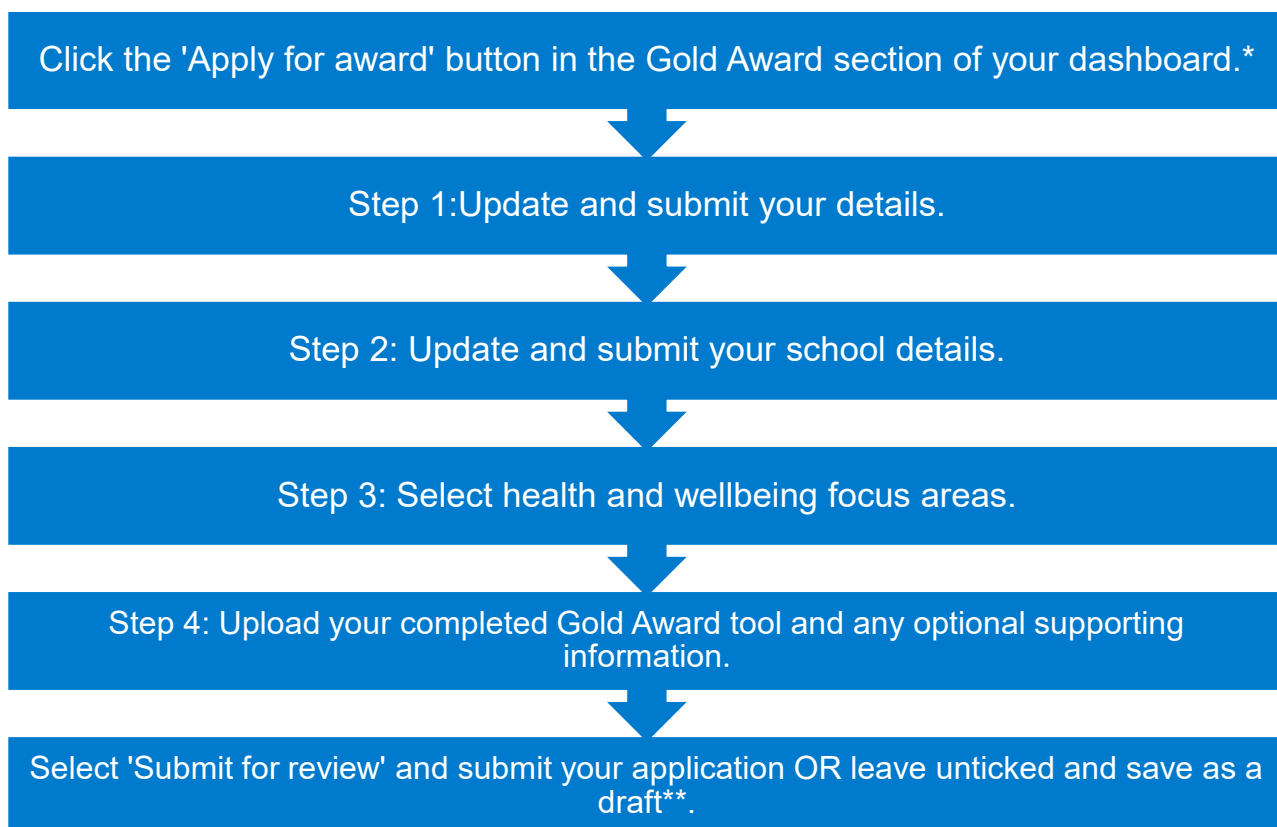 Click the 'Apply for award' button in the Gold Award section of your dashboard.*
Step 1:Update and submit your details.
Step 2: Update and submit your school details.
Step 3: Select health and wellbeing focus areas.
Step 4: Upload your completed Gold Award tool and any optional supporting
information.
Select 'Submit for review' and submit your application OR leave unticked and save as a
draft**.